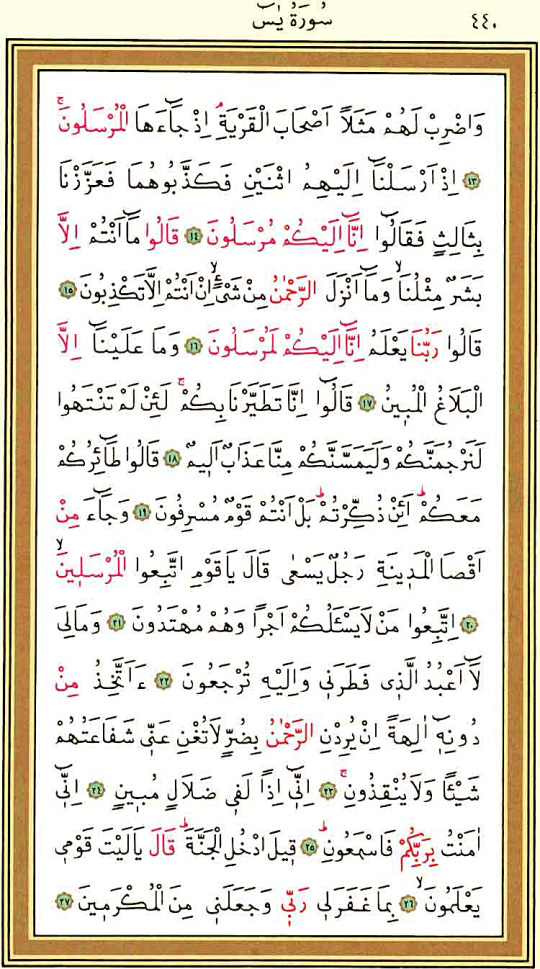 ٤٤٠ سُورَةُ يٰسٓ
وَاضْرِبْ لَهُمْ مَثَلاً اَصْحَابَ الْقَرْيَةِۢ اِذْ جَٓاءَهَا الْمُرْسَلُونَۚ
﴿١٣﴾ اِذْ اَرْسَلْنَٓا اِلَيْهِمُ اثْنَيْنِ فَكَذَّبُوهُمَا فَعَزَّزْنَا
بِثَالِثٍ فَقَالُٓوا اِنَّٓا اِلَيْكُمْ مُرْسَلُونَ ﴿١٤﴾ قَالُوا مَٓا اَنْتُمْ اِلَّا
بَشَرٌ مِثْلُنَاۙ وَمَٓا اَنْزَلَ الرَّحْمٰنُ مِنْ شَيْءٍۙ اِنْ اَنْتُمْ اِلَّا تَكْذِبُونَ ﴿١٥﴾
قَالُوا رَبُّنَا يَعْلَمُ اِنَّٓا اِلَيْكُمْ لَمُرْسَلُونَ ﴿١٦﴾ وَمَا عَلَيْنَٓا اِلَّا
الْبَلَاغُ الْمُبٖينُ ﴿١٧﴾ قَالُٓوا اِنَّا تَطَيَّرْنَا بِكُمْۚ لَئِنْ لَمْ تَنْتَهُوا
لَنَرْجُمَنَّكُمْ وَلَيَمَسَّنَّكُمْ مِنَّا عَذَابٌ اَلٖيمٌ ﴿١٨﴾ قَالُوا طَٓائِرُكُمْ
مَعَكُمْۜ اَئِنْ ذُكِّرْتُمْۜ بَلْ اَنْتُمْ قَوْمٌ مُسْرِفُونَ ﴿١٩﴾ وَجَٓاءَ مِنْ
اَقْصَا الْمَدٖينَةِ رَجُلٌ يَسْعٰى قَالَ يَاقَوْمِ اتَّبِعُوا الْمُرْسَلٖينَۙ
﴿٢٠﴾ اِتَّبِعُوا مَنْ لَا يَسْـَٔلُكُمْ اَجْرًا وَهُمْ مُهْتَدُونَ ﴿٢١﴾ وَمَالِيَ
لَٓا اَعْبُدُ الَّذٖي فَطَرَنٖي وَاِلَيْهِ تُرْجَعُونَ ﴿٢٢﴾ ءَاَتَّخِذُ مِنْ
دُونِهٖٓ اٰلِهَةً اِنْ يُرِدْنِ الرَّحْمٰنُ بِضُرٍّ لَا تُغْنِ عَنّٖي شَفَاعَتُهُمْ
شَيْئًا وَلَا يُنْقِذُونِۚ ﴿٢٣﴾ اِنّٖٓي اِذًا لَفٖي ضَلَالٍ مُبٖينٍ ﴿٢٤﴾ اِنّٖٓي
اٰمَنْتُ بِرَبِّكُمْ فَاسْمَعُونِۜ ﴿٢٥﴾ قٖيلَ ادْخُلِ الْجَنَّةَۜ قَالَ يَالَيْتَ قَوْمٖي
يَعْلَمُونَۙ ﴿٢٦﴾ بِمَا غَفَرَلٖي رَبّٖي وَجَعَلَنٖي مِنَ الْمُكْرَمٖينَ ﴿٢٧﴾